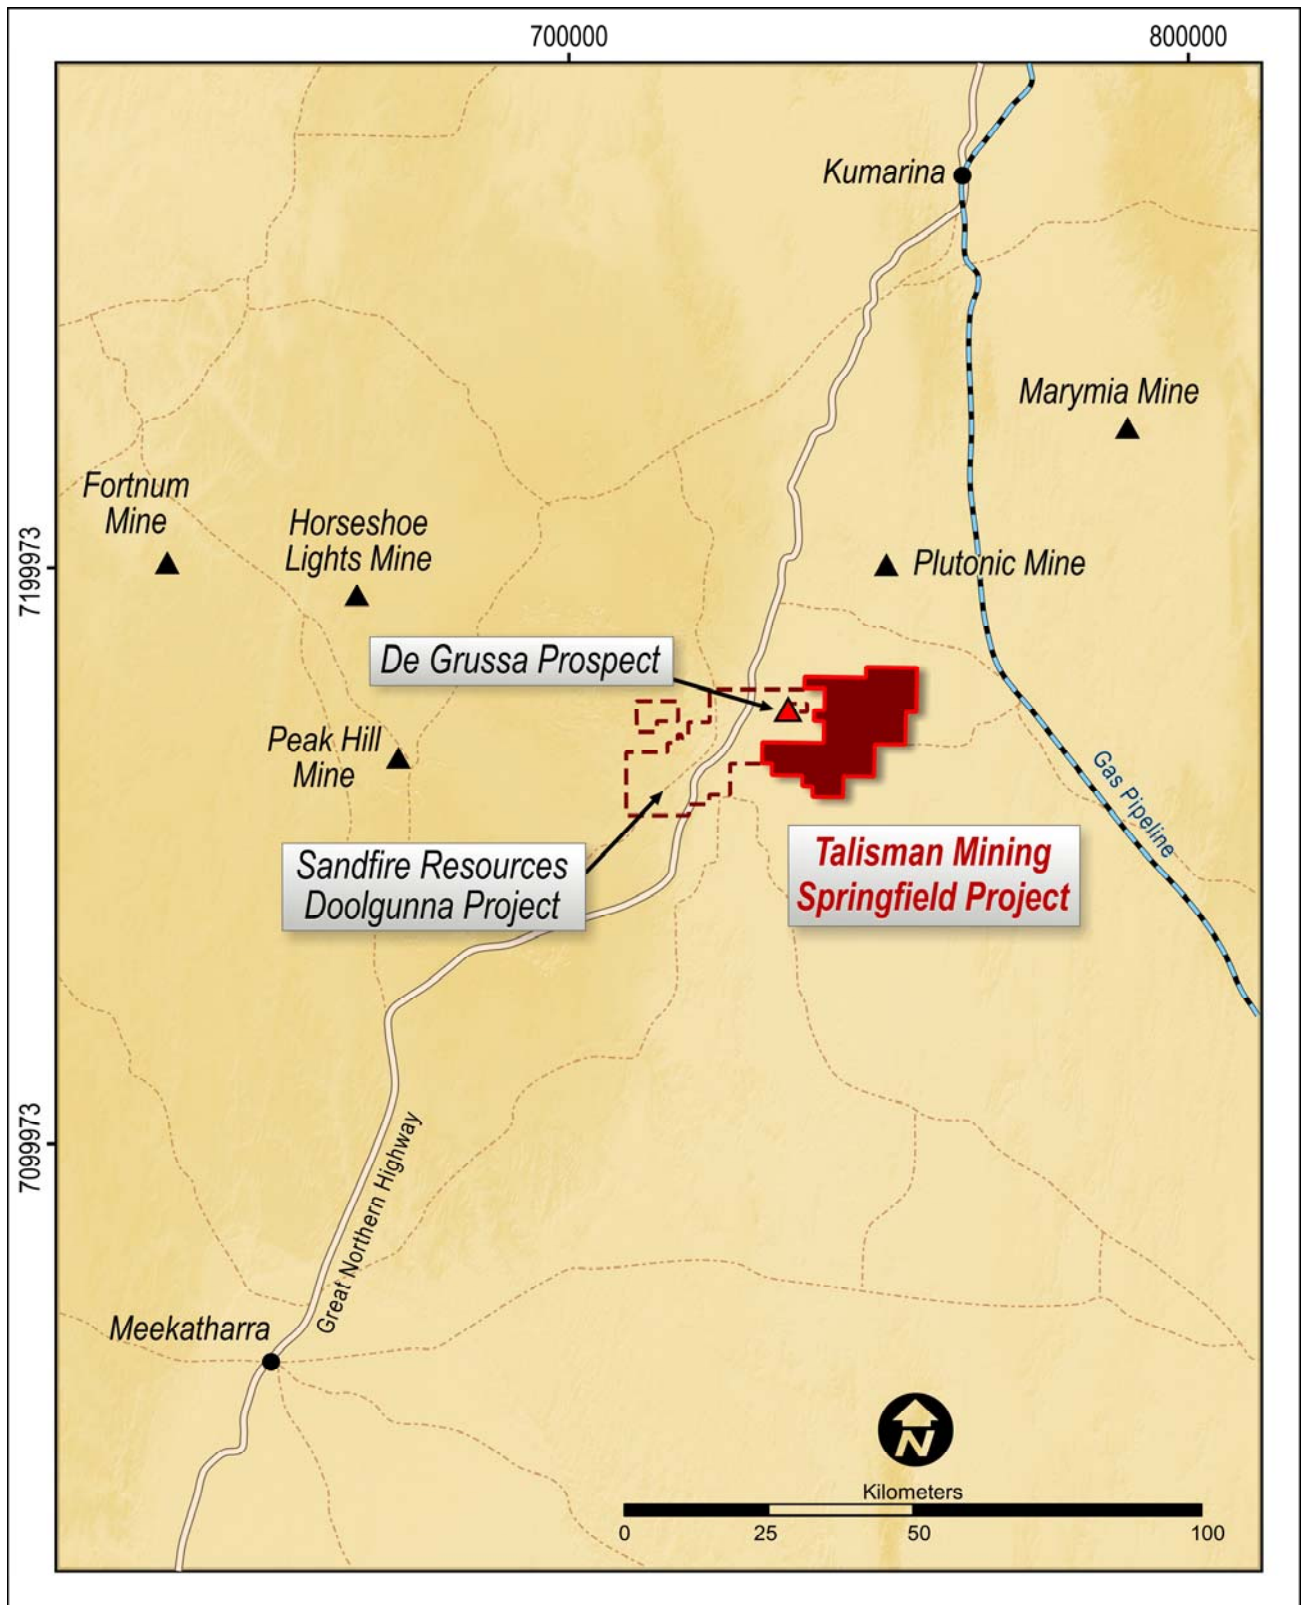 700000
800000
Kumarina
Marymia Mine
Fortnum
Mine
Horseshoe
Lights Mine
7199973
Plutonic Mine
De Grussa Prospect
Peak Hill
Mine
Gas Pipeline
Talisman Mining
Springfield Project
Sandfire Resources
Doolgunna Project
7099973
Great Northern Highway
Meekatharra
N
Kilometers
0 25 50 100